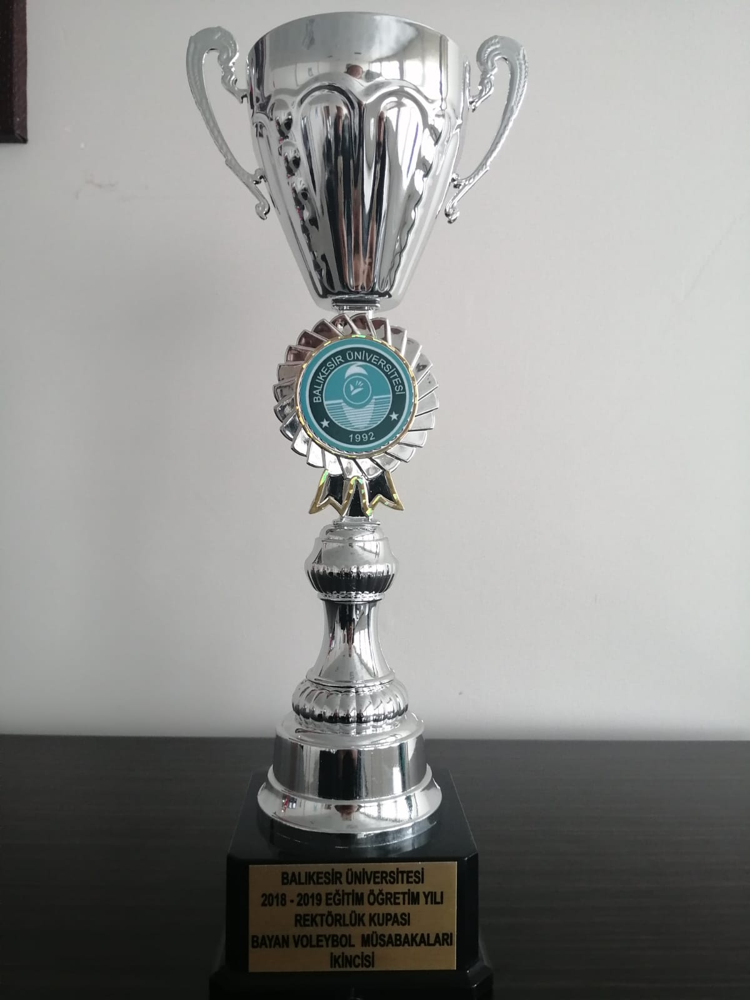 BALIKESİR ÜNİVERSİTESİ
1992
BALIKESİR ÜNİVERSİTESİ
2018 - 2019 EĞİTİM ÖĞRETİM YILI
REKTÖRLÜK KUPASI
BAYAN VOLEYBOL MÜSABAKALARI
İKİNCİSİ